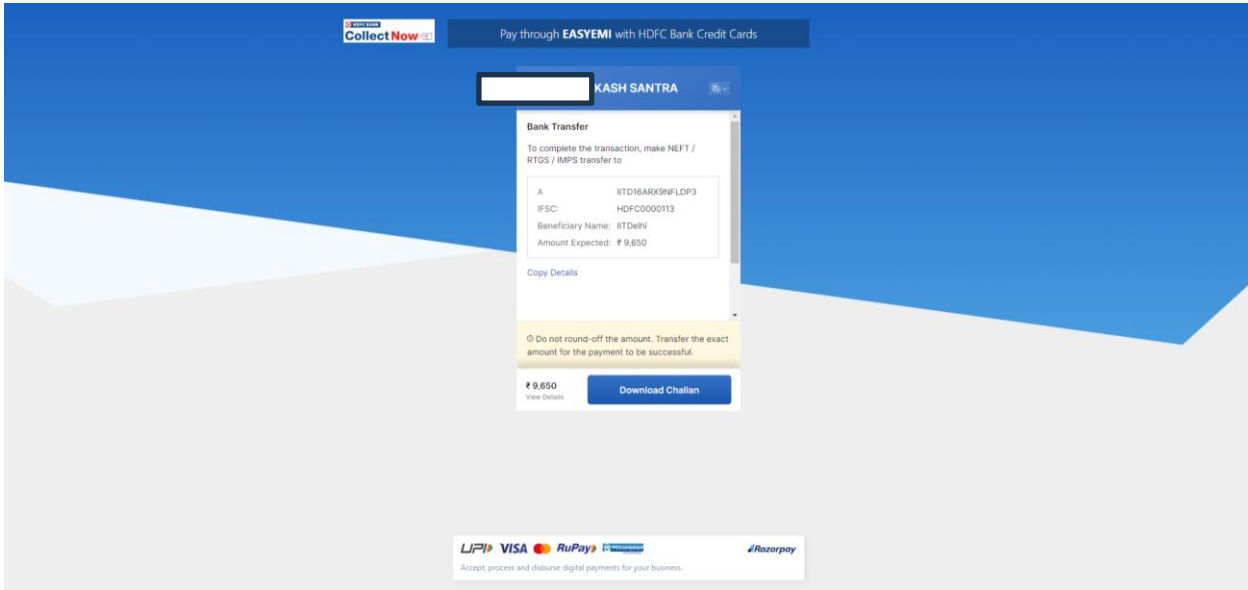 HDFC BANK
Collect Now
Pay through EASYEMI with HDFC Bank Credit Cards
KASH SANTRA
Bank Transfer
To complete the transaction, make NEFT /
RTGS / IMPS transfer to
A IITD16ARX9NFLDP3
IFSC: HDFC0000113
Beneficiary Name: IITDelhi
Amount Expected: ₹ 9,650
Copy Details
Do not round-off the amount. Transfer the exact
amount for the payment to be successful.
₹ 9,650
View Details
Download Challan
UPI VISA RuPay
Razorpay
Accept, process and disburse digital payments for your business.